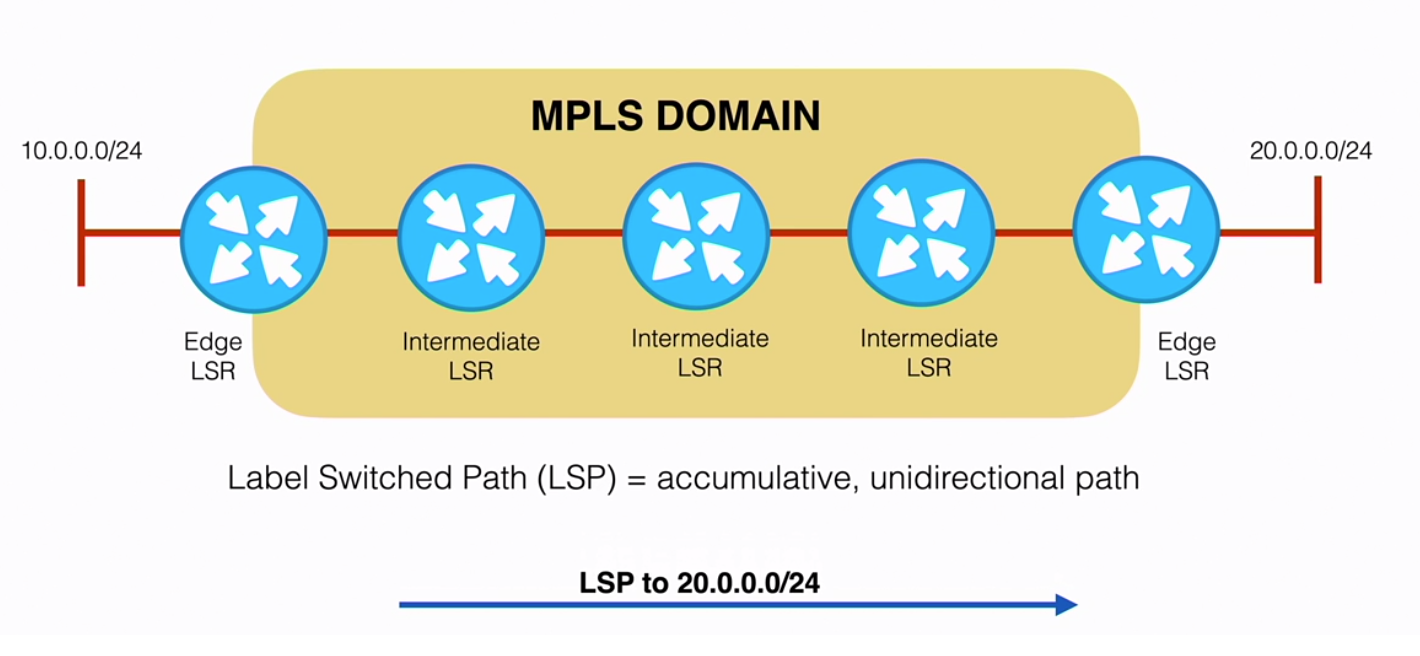 MPLS DOMAIN
10.0.0.0/24
20.0.0.0/24
Edge
LSR
Intermediate
LSR
Intermediate
LSR
Intermediate
LSR
Edge
LSR
Label Switched Path (LSP) = accumulative, unidirectional path
LSP to 20.0.0.0/24